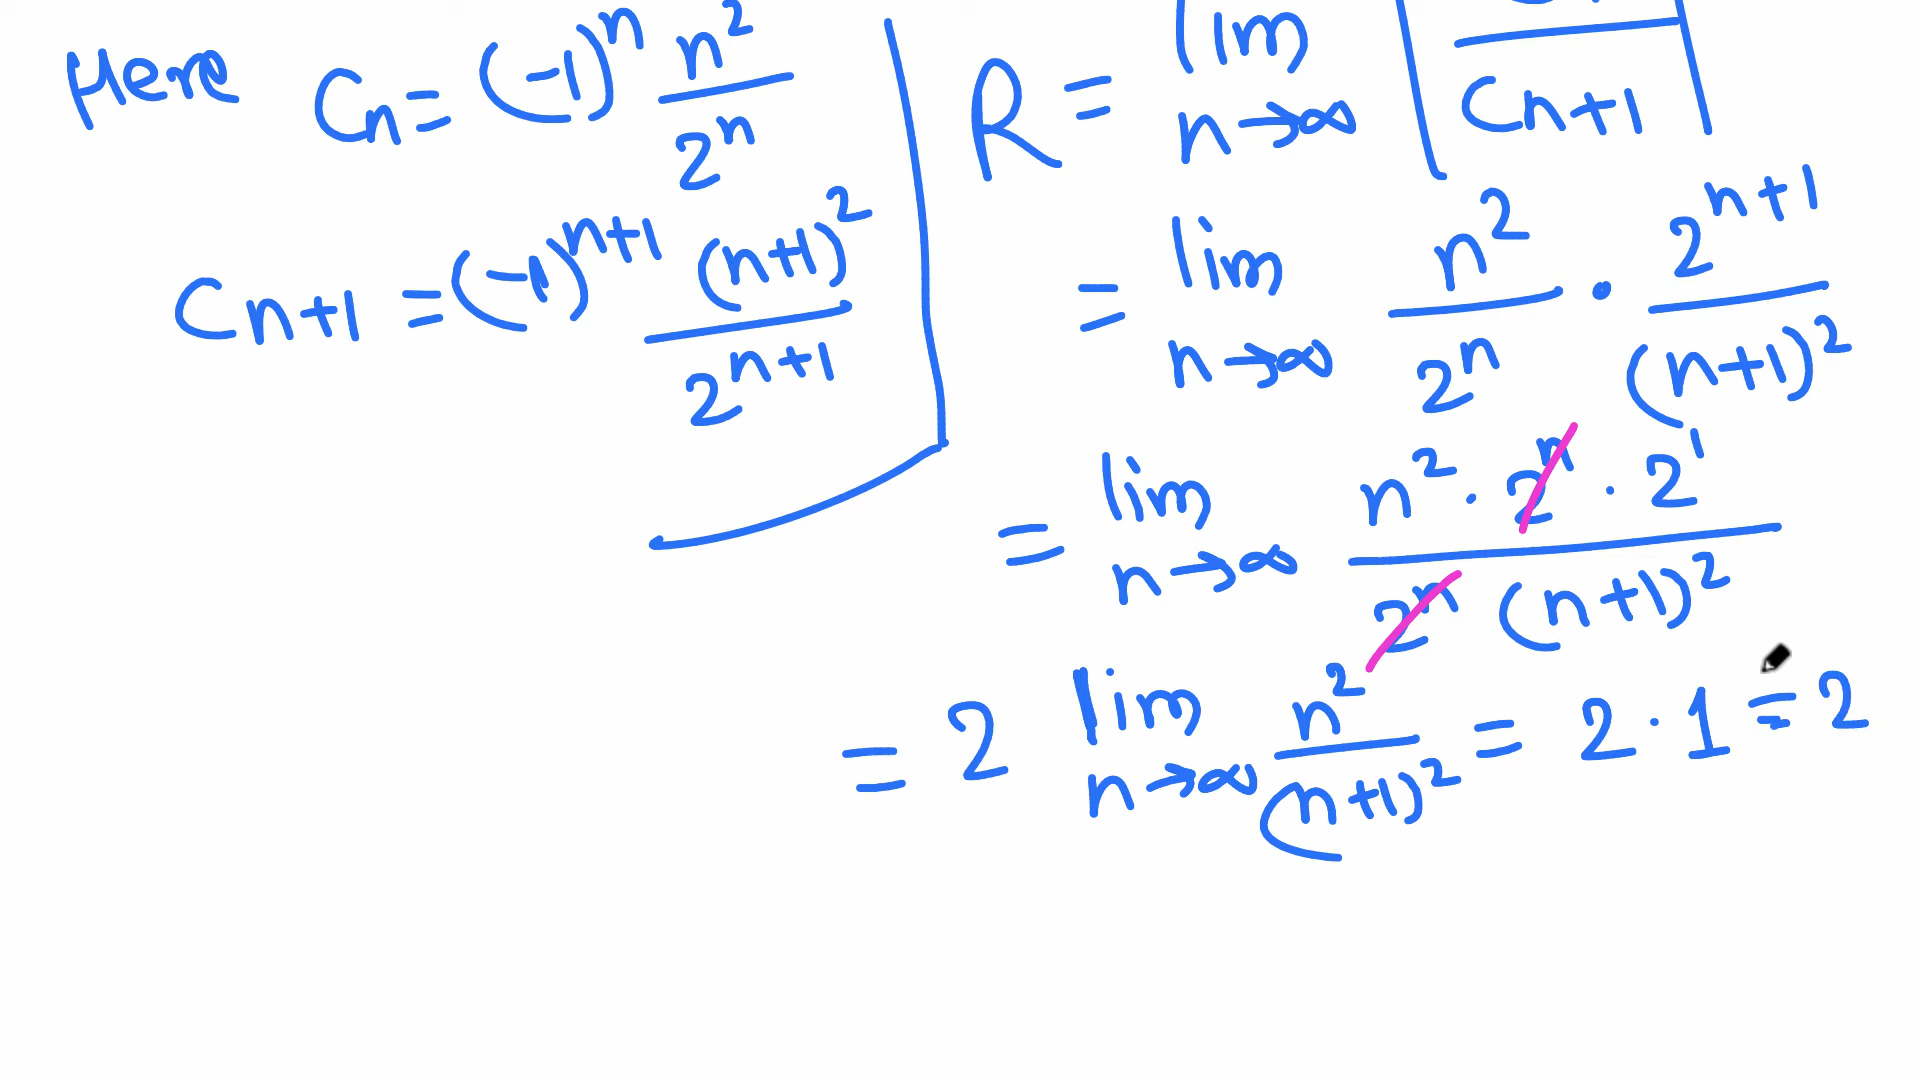 Here Cn = (-1)^n n^2 / 2^n
Cn+1 = (-1)^(n+1) (n+1)^2 / 2^(n+1)
R = lim n→∞ | / Cn+1 |
= lim n→∞ n^2 / 2^n · 2^(n+1) / (n+1)^2
= lim n→∞ n^2 · 2^n · 2^1 / 2^n (n+1)^2
= 2 lim n→∞ n^2 / (n+1)^2 = 2 · 1 = 2